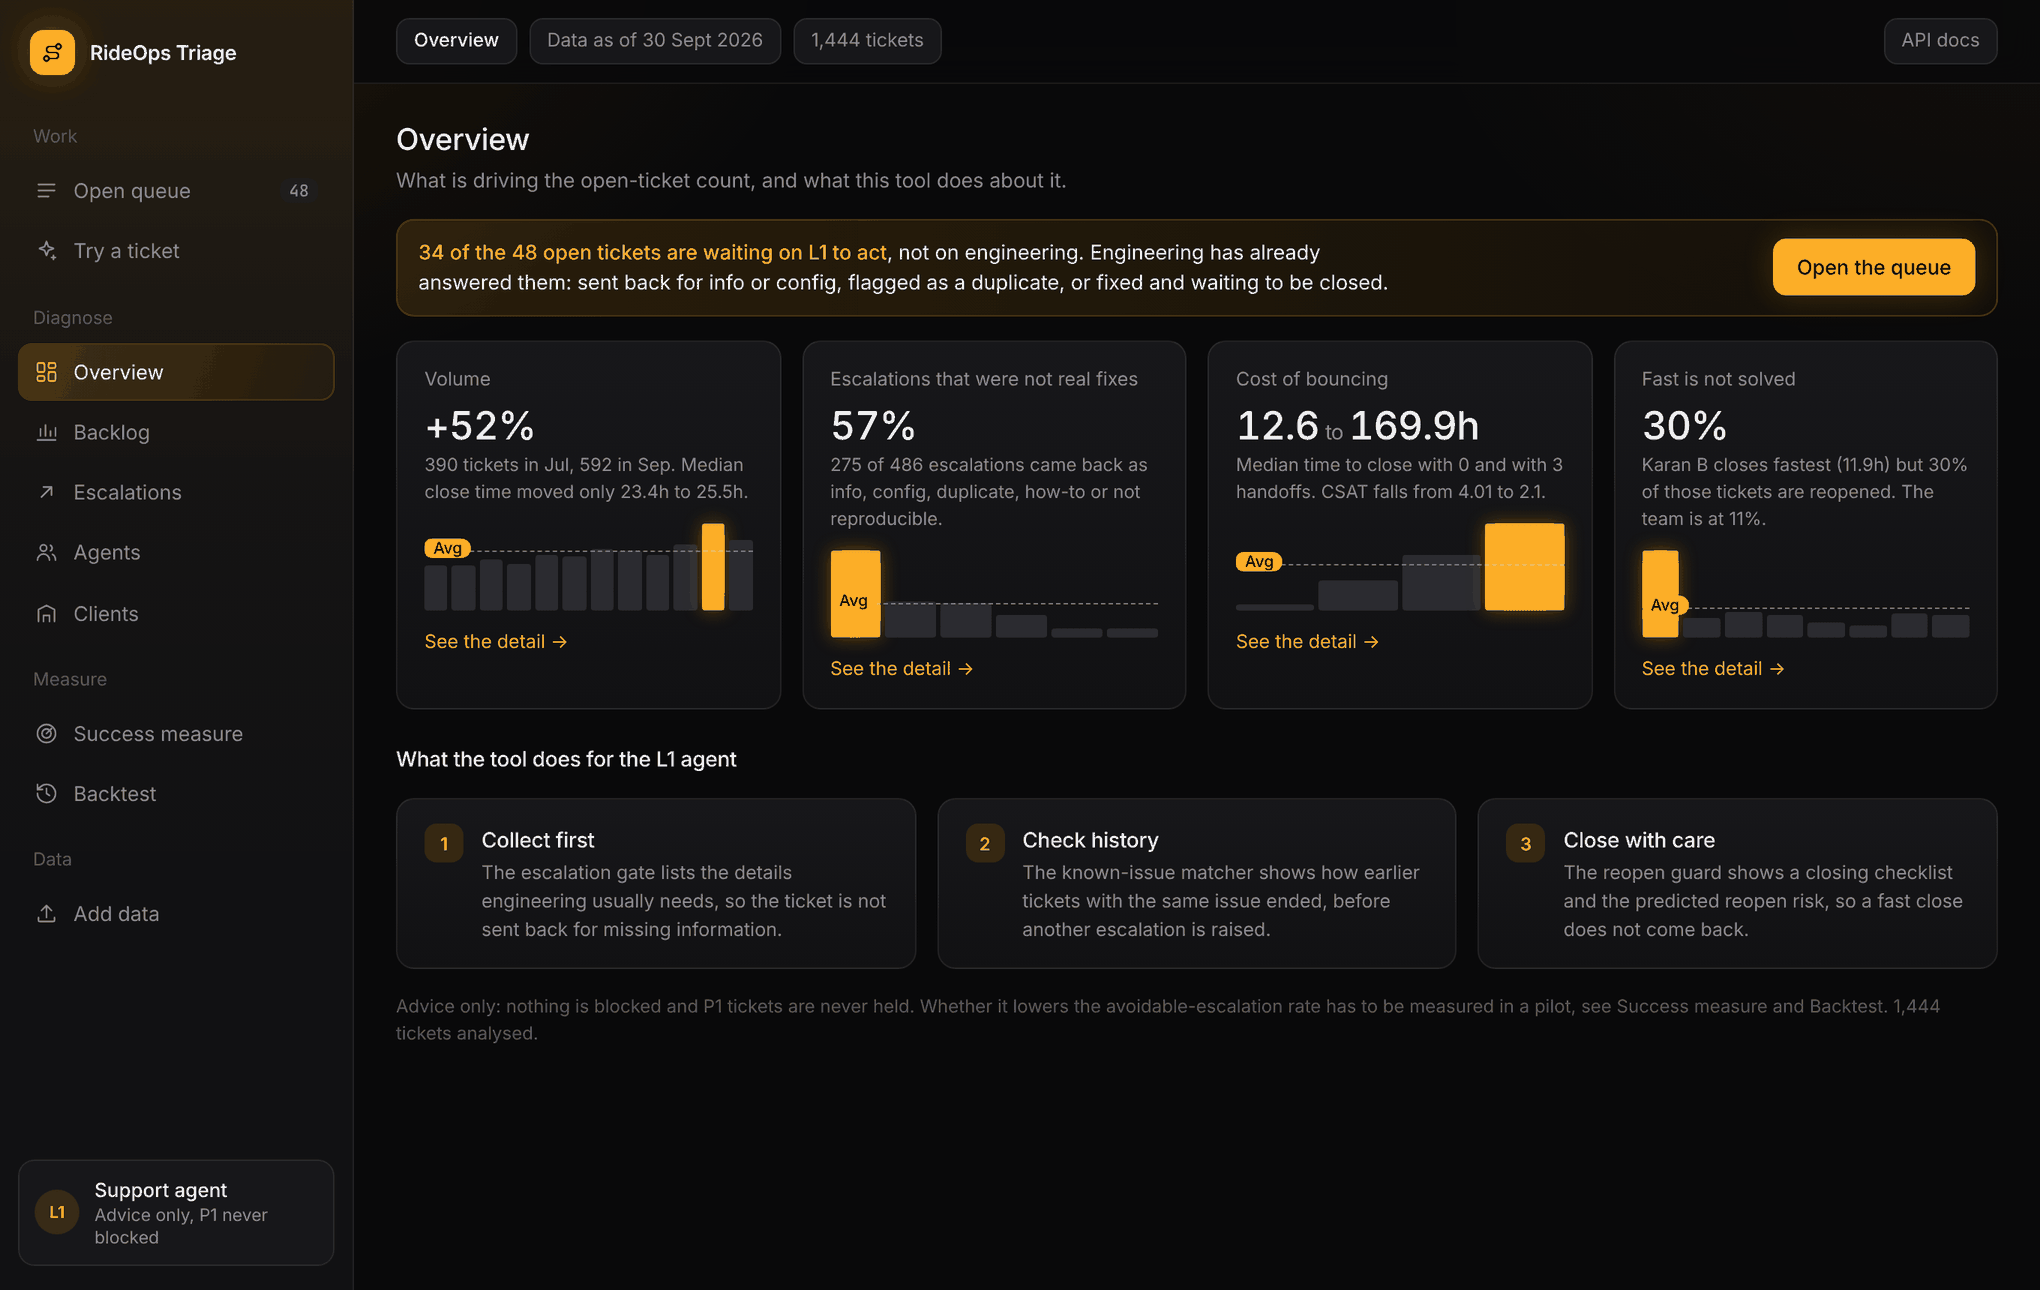 RideOps Triage
Work
Open queue 48
Try a ticket
Diagnose
Overview
Backlog
Escalations
Agents
Clients
Measure
Success measure
Backtest
Data
Add data
L1
Support agent
Advice only, P1 never
blocked
Overview
Data as of 30 Sept 2026
1,444 tickets
API docs
Overview
What is driving the open-ticket count, and what this tool does about it.
34 of the 48 open tickets are waiting on L1 to act, not on engineering. Engineering has already
answered them: sent back for info or config, flagged as a duplicate, or fixed and waiting to be closed.
Open the queue
Volume
+52%
390 tickets in Jul, 592 in Sep. Median
close time moved only 23.4h to 25.5h.
Avg
See the detail →
Escalations that were not real fixes
57%
275 of 486 escalations came back as
info, config, duplicate, how-to or not
reproducible.
Avg
See the detail →
Cost of bouncing
12.6 to 169.9h
Median time to close with 0 and with 3
handoffs. CSAT falls from 4.01 to 2.1.
Avg
See the detail →
Fast is not solved
30%
Karan B closes fastest (11.9h) but 30%
of those tickets are reopened. The
team is at 11%.
Avg
See the detail →
What the tool does for the L1 agent
1
Collect first
The escalation gate lists the details
engineering usually needs, so the ticket is not
sent back for missing information.
2
Check history
The known-issue matcher shows how earlier
tickets with the same issue ended, before
another escalation is raised.
3
Close with care
The reopen guard shows a closing checklist
and the predicted reopen risk, so a fast close
does not come back.
Advice only: nothing is blocked and P1 tickets are never held. Whether it lowers the avoidable-escalation rate has to be measured in a pilot, see Success measure and Backtest. 1,444
tickets analysed.